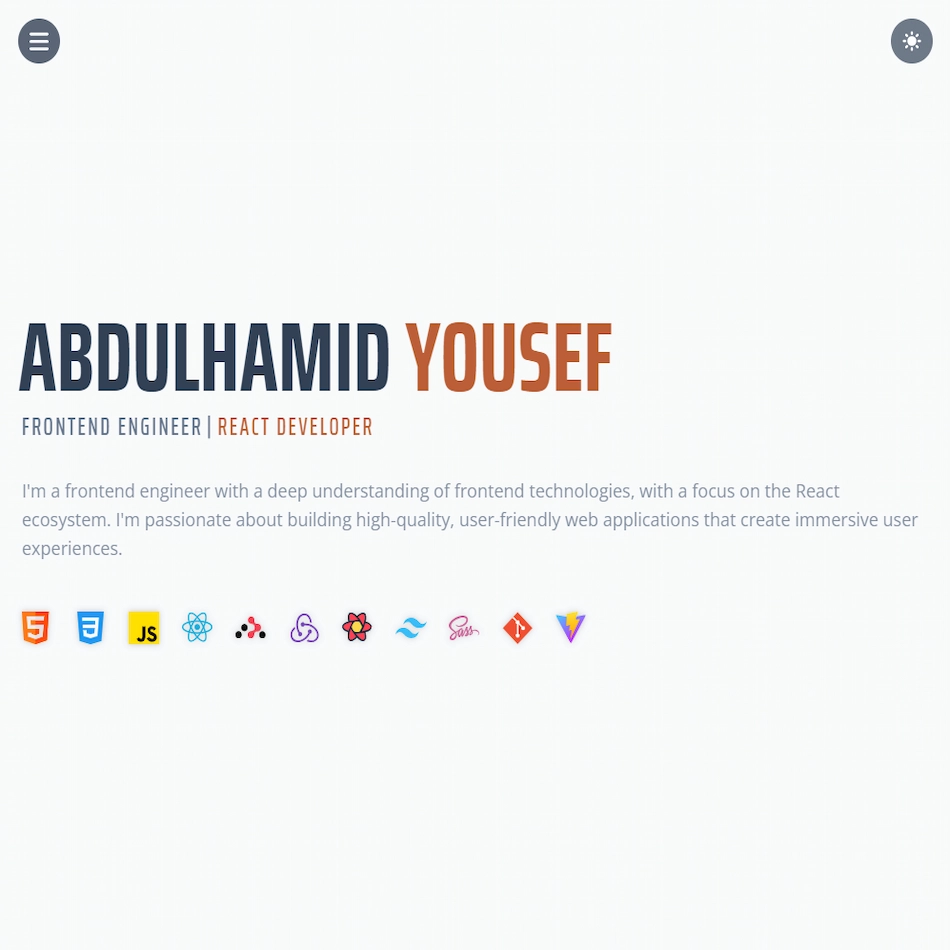 ABDULHAMID YOUSEF
FRONTEND ENGINEER | REACT DEVELOPER
I'm a frontend engineer with a deep understanding of frontend technologies, with a focus on the React
ecosystem. I'm passionate about building high-quality, user-friendly web applications that create immersive user
experiences.
5 3 JS Sass